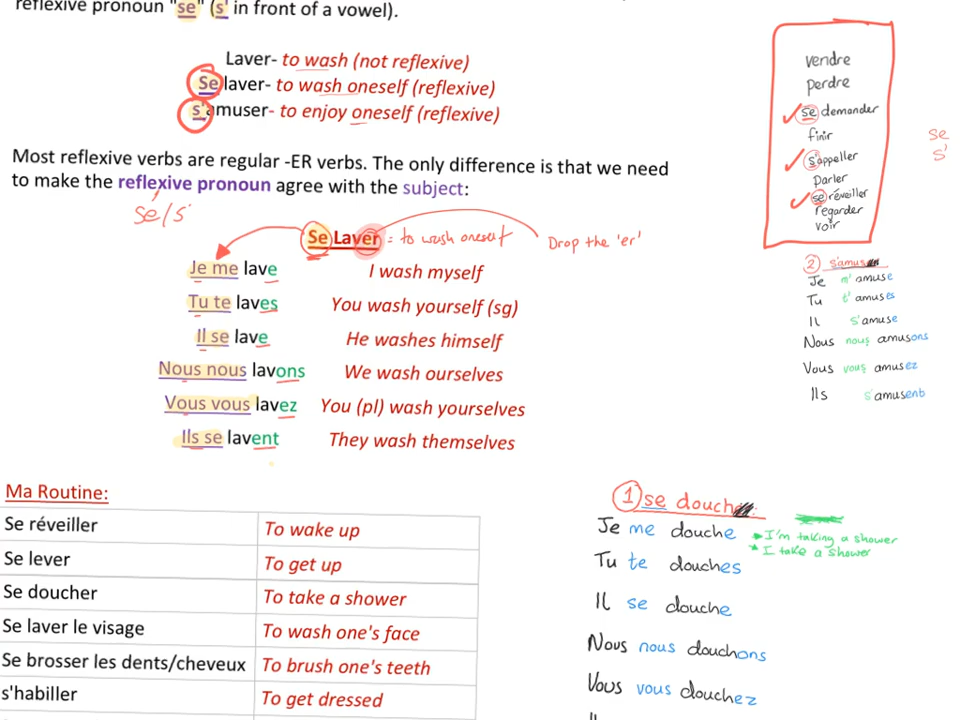 reflexive pronoun "se" (s' in front of a vowel).
Laver- to wash (not reflexive)
Se laver- to wash oneself (reflexive)
s'amuser- to enjoy oneself (reflexive)
Most reflexive verbs are regular -ER verbs. The only difference is that we need
to make the reflexive pronoun agree with the subject:
se/s'
Se Laver = to wash oneself
Drop the 'er'
Je me lave I wash myself
Tu te laves You wash yourself (sg)
Il se lave He washes himself
Nous nous lavons We wash ourselves
Vous vous lavez You (pl) wash yourselves
Ils se lavent They wash themselves
vendre
perdre
se demander
finir
s'appeller
parler
se réveiller
regarder
voir
se
s'
2 s'amus
Je m'amuse
Tu t'amuses
Il s'amuse
Nous nous amusons
Vous vous amusez
Ils s'amusent
Ma Routine:
Se réveiller To wake up
Se lever To get up
Se doucher To take a shower
Se laver le visage To wash one's face
Se brosser les dents/cheveux To brush one's teeth
s'habiller To get dressed
1 se douch
Je me douche
I'm taking a shower
I take a shower
Tu te douches
Il se douche
Nous nous douchons
Vous vous douchez